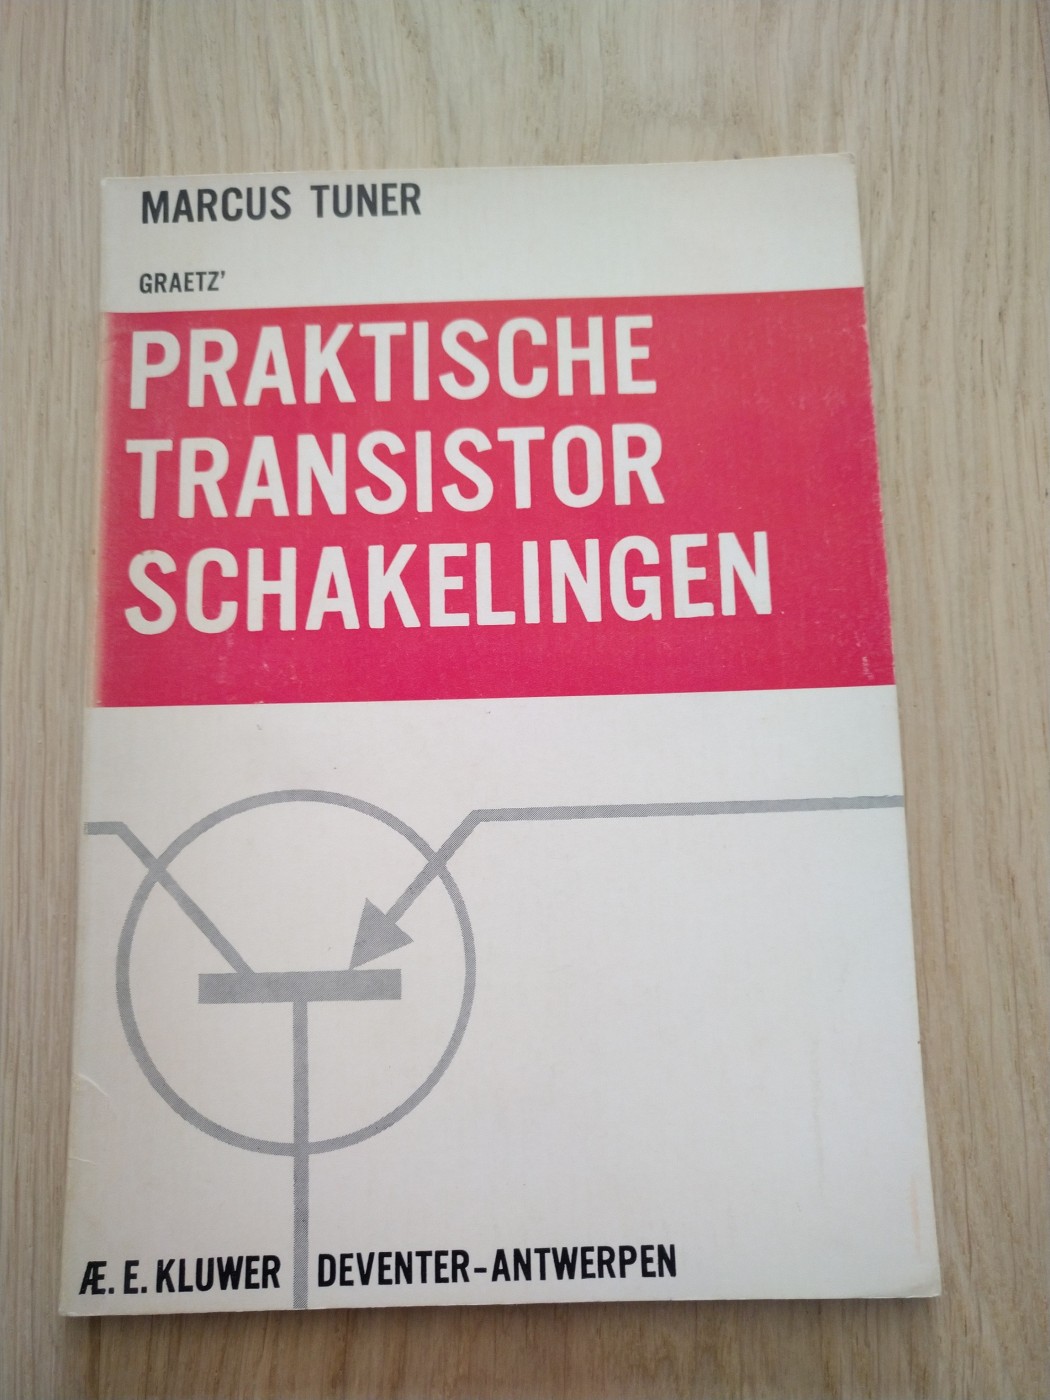 MARCUS TUNER
GRAETZ'
PRAKTISCHE
TRANSISTOR
SCHAKELINGEN
Æ. E. KLUWER DEVENTER-ANTWERPEN